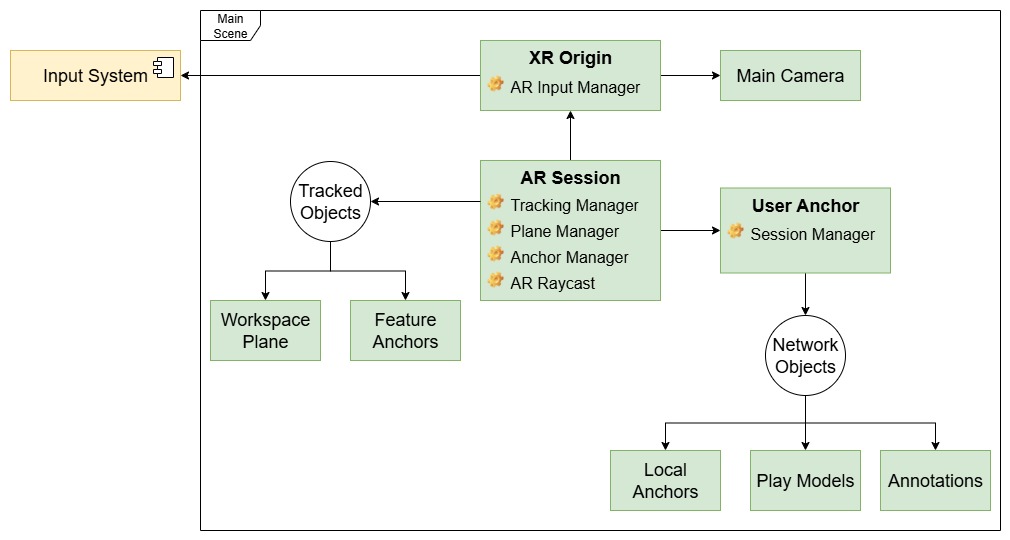 Main
Scene
Input System
XR Origin
AR Input Manager
Main Camera
Tracked
Objects
AR Session
Tracking Manager
Plane Manager
Anchor Manager
AR Raycast
User Anchor
Session Manager
Workspace
Plane
Feature
Anchors
Network
Objects
Local
Anchors
Play Models
Annotations